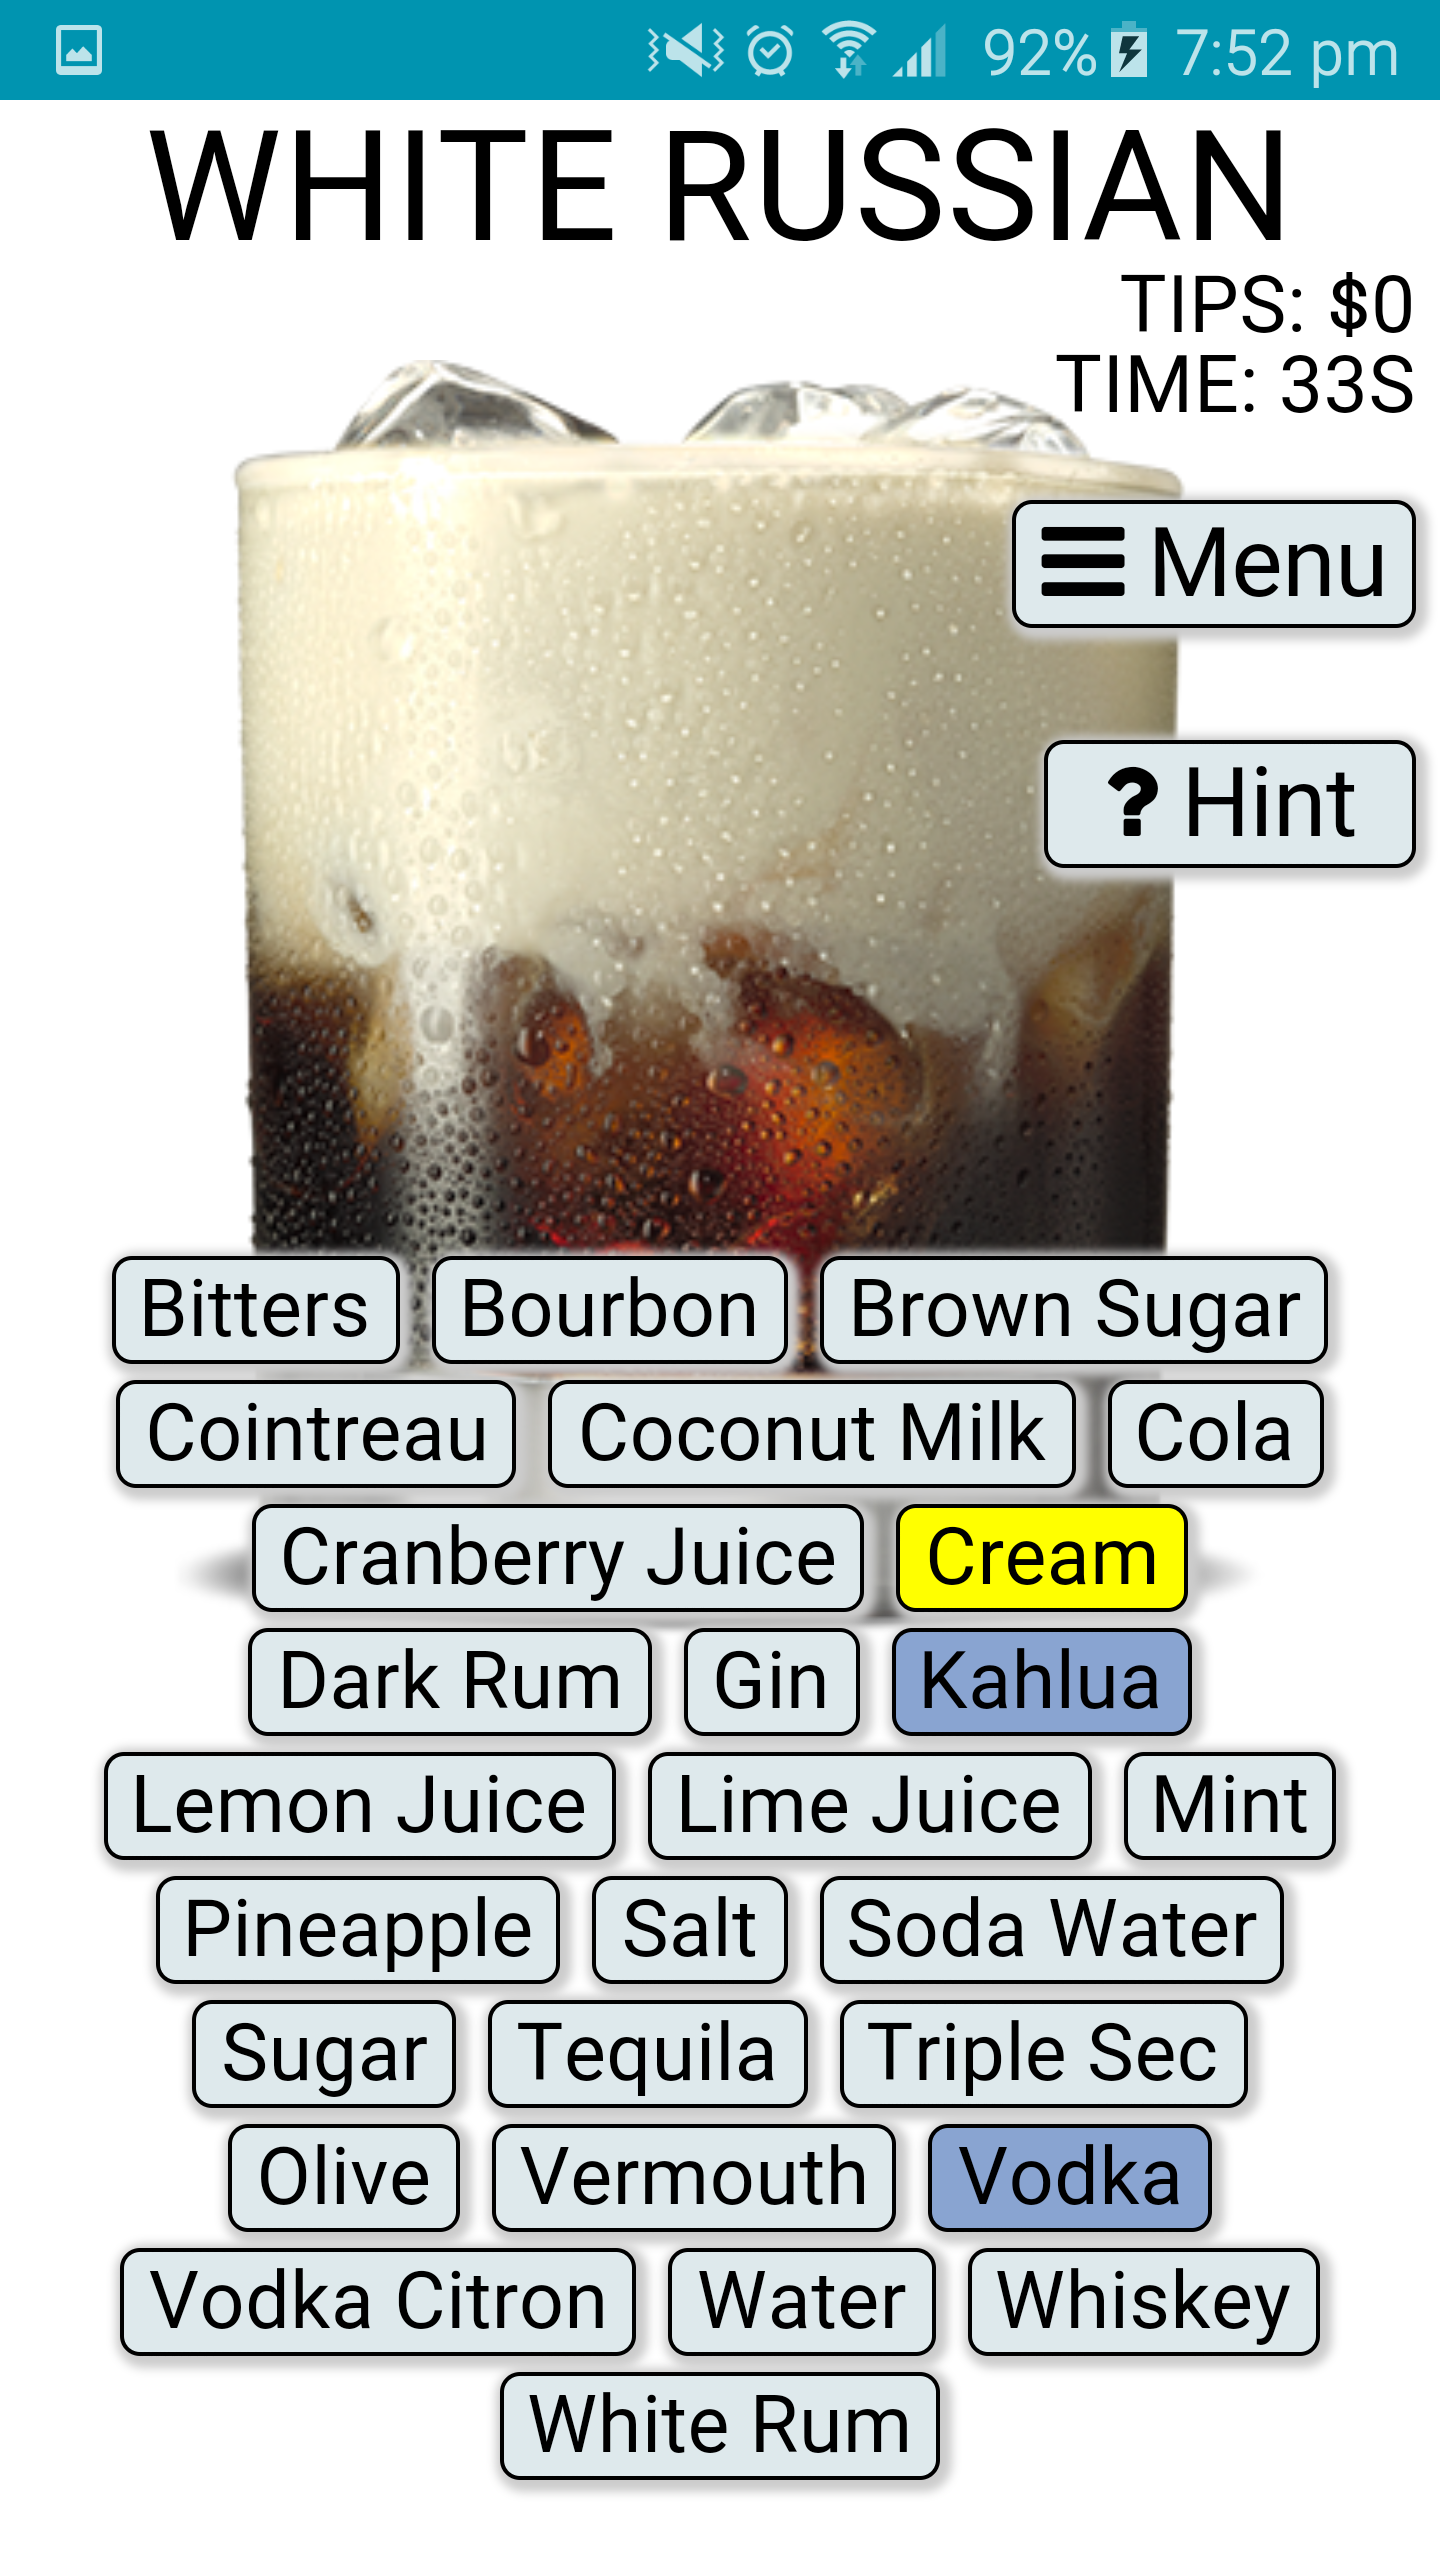 92% 7:52 pm
WHITE RUSSIAN
TIPS: $0
TIME: 33S
Menu
? Hint
Bitters Bourbon Brown Sugar
Cointreau Coconut Milk Cola
Cranberry Juice Cream
Dark Rum Gin Kahlua
Lemon Juice Lime Juice Mint
Pineapple Salt Soda Water
Sugar Tequila Triple Sec
Olive Vermouth Vodka
Vodka Citron Water Whiskey
White Rum